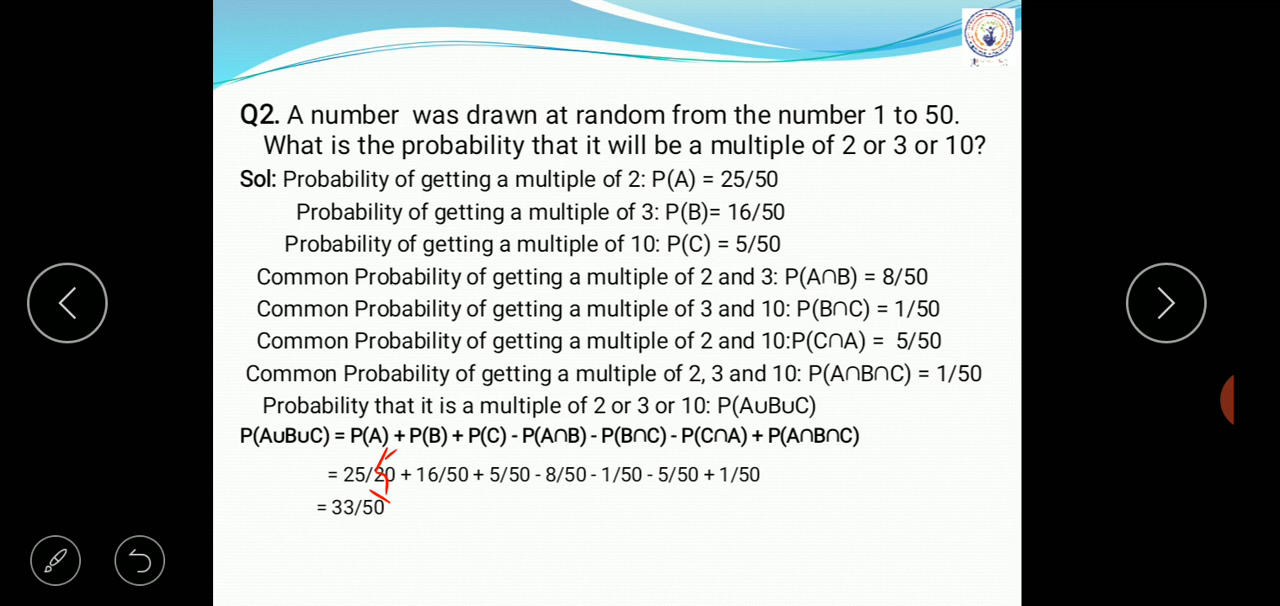 Q2. A number was drawn at random from the number 1 to 50.
What is the probability that it will be a multiple of 2 or 3 or 10?
Sol: Probability of getting a multiple of 2: P(A) = 25/50
Probability of getting a multiple of 3: P(B)= 16/50
Probability of getting a multiple of 10: P(C) = 5/50
Common Probability of getting a multiple of 2 and 3: P(A∩B) = 8/50
Common Probability of getting a multiple of 3 and 10: P(B∩C) = 1/50
Common Probability of getting a multiple of 2 and 10:P(C∩A) = 5/50
Common Probability of getting a multiple of 2, 3 and 10: P(A∩B∩C) = 1/50
Probability that it is a multiple of 2 or 3 or 10: P(A∪B∪C)
P(A∪B∪C) = P(A) + P(B) + P(C) - P(A∩B) - P(B∩C) - P(C∩A) + P(A∩B∩C)
= 25/20 + 16/50 + 5/50 - 8/50 - 1/50 - 5/50 + 1/50
= 33/50